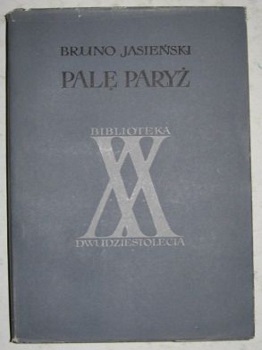 BRUNO JASIEŃSKI
PALĘ PARYŻ
BIBLIOTEKA
XX
DWUDZIESTOLECIA